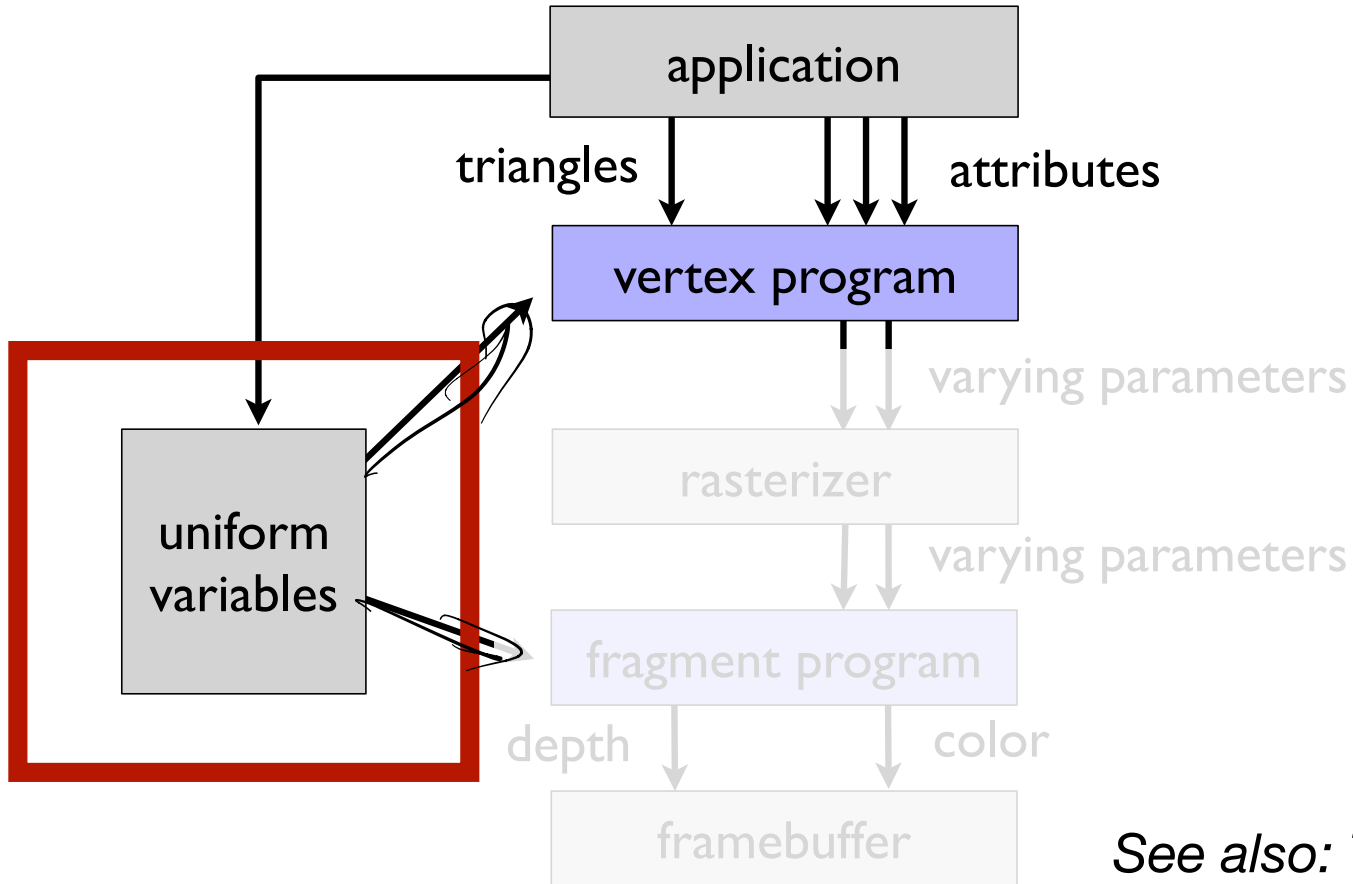 application
triangles
attributes
vertex program
varying parameters
rasterizer
uniform
variables
varying parameters
fragment program
depth
color
framebuffer
See also: